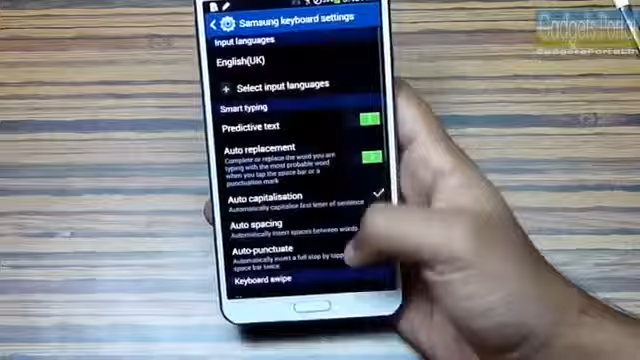 Samsung keyboard settings
Input languages
English(UK)
+ Select input languages
Smart typing
Predictive text
Auto replacement
Complete or replace the word you are
typing with the most probable word
when you tap the space bar or a
punctuation mark
Auto capitalisation
Automatically capitalise first letter of sentence
Auto spacing
Automatically insert spaces between words
Auto-punctuate
Automatically insert a full stop by
space bar twice
Keyboard swipe